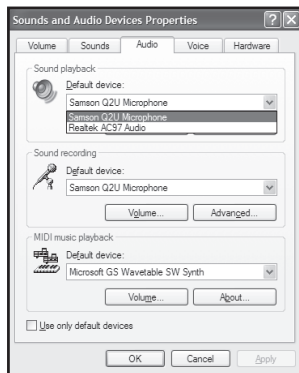 Sounds and Audio Devices Properties
Volume
Sounds
Audio
Voice
Hardware
Sound playback
Default device:
Samson Q2U Microphone
Samson Q2U Microphone
Realtek AC97 Audio
Sound recording
Default device:
Samson Q2U Microphone
Volume...
Advanced...
MIDI music playback
Default device:
Microsoft GS Wavetable SW Synth
Volume...
About...
Use only default devices
OK
Cancel
Apply